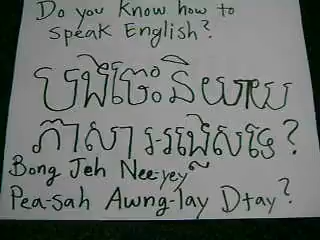 Do you know how to
speak English?
បងចេះនិយាយ
ភាសាអង្លេសទេ?
Bong Jeh Nee-yey
Pea-sah Awng-lay Dtay?